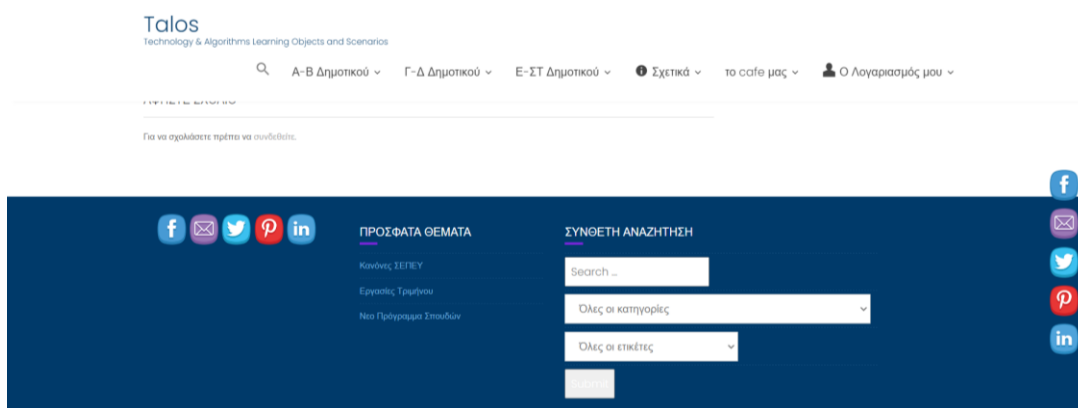 Talos
Technology & Algorithms Learning Objects and Scenarios
Α-Β Δημοτικού Γ-Δ Δημοτικού Ε-ΣΤ Δημοτικού Σχετικά το cafe μας Ο Λογαριασμός μου
Για να σχολιάσετε πρέπει να συνδεθείτε.
ΠΡΟΣΦΑΤΑ ΘΕΜΑΤΑ
Κανόνες ΣΕΠΕΥ
Εργασίες Τριμήνου
Νεο Πρόγραμμα Σπουδών
ΣΥΝΘΕΤΗ ΑΝΑΖΗΤΗΣΗ
Search …
Όλες οι κατηγορίες
Όλες οι ετικέτες
Submit